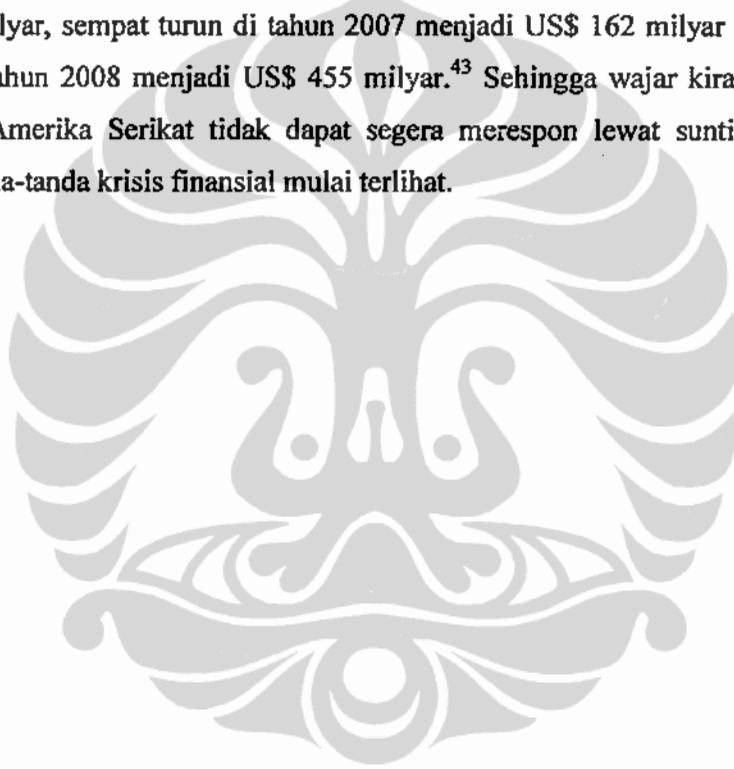 lyar, sempat turun di tahun 2007 menjadi US$ 162 milyar
ahun 2008 menjadi US$ 455 milyar.43 Sehingga wajar kira
Amerika Serikat tidak dapat segera merespon lewat sunti
a-tanda krisis finansial mulai terlihat.